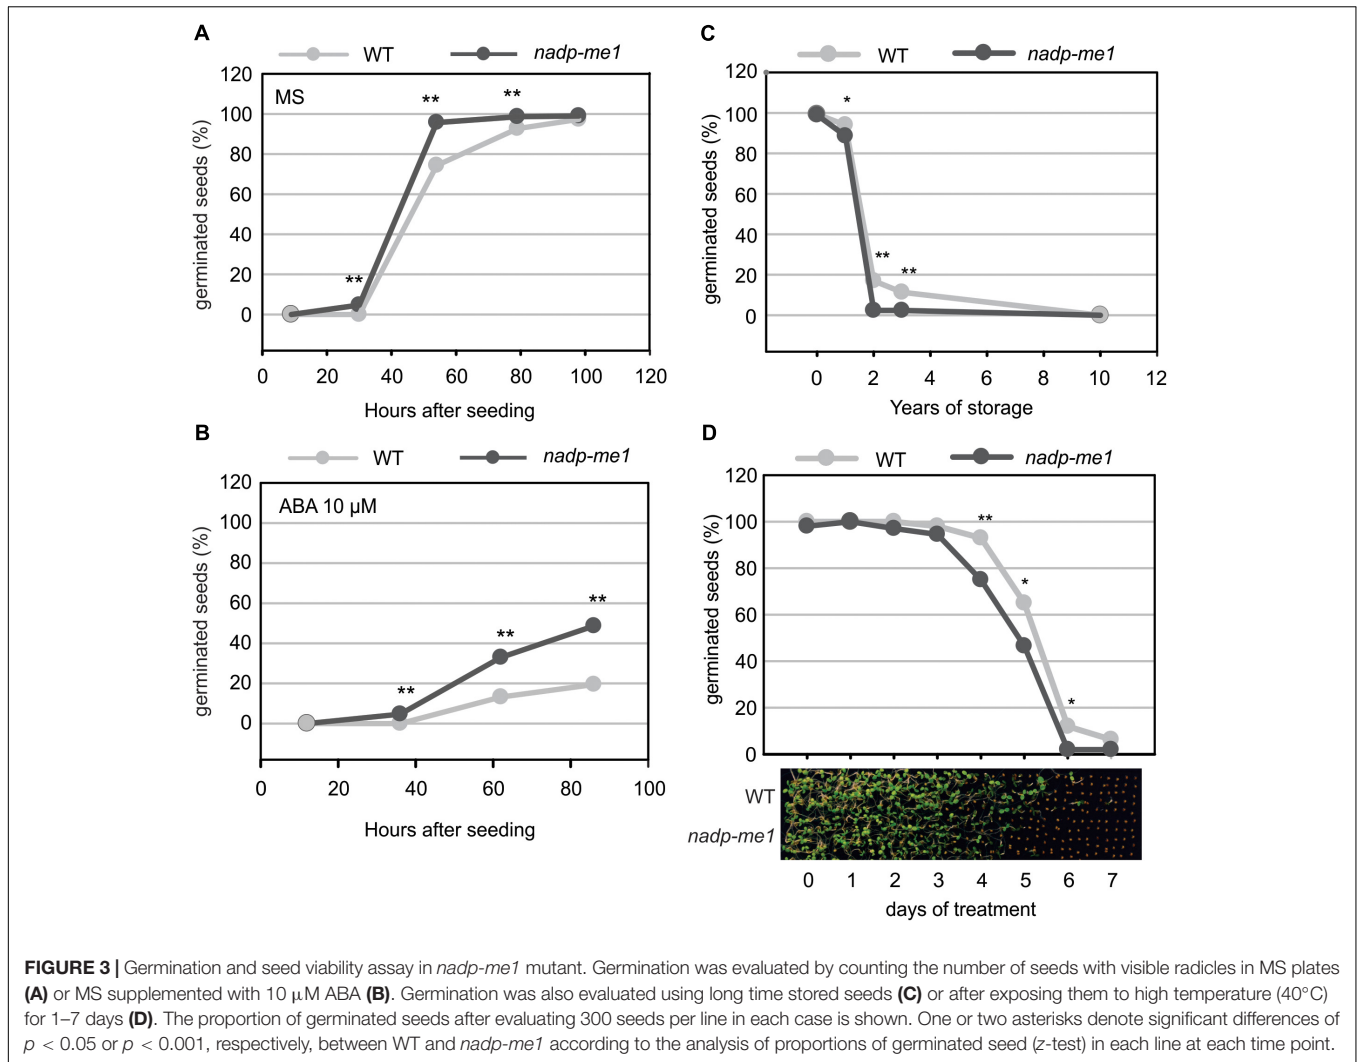 A
WT
nadp-me1
MS
germinated seeds (%)
120
100
80
60
40
20
0
**
**
**
0 20 40 60 80 100 120
Hours after seeding
B
WT
nadp-me1
ABA 10 µM
germinated seeds (%)
120
100
80
60
40
20
0
**
**
**
0 20 40 60 80 100
Hours after seeding
C
WT
nadp-me1
germinated seeds (%)
120
100
80
60
40
20
0
*
**
**
0 2 4 6 8 10 12
Years of storage
D
WT
nadp-me1
germinated seeds (%)
120
100
80
60
40
20
0
**
*
*
WT
nadp-me1
0 1 2 3 4 5 6 7
days of treatment
FIGURE 3 | Germination and seed viability assay in nadp-me1 mutant. Germination was evaluated by counting the number of seeds with visible radicles in MS plates
(A) or MS supplemented with 10 µM ABA (B). Germination was also evaluated using long time stored seeds (C) or after exposing them to high temperature (40°C)
for 1–7 days (D). The proportion of germinated seeds after evaluating 300 seeds per line in each case is shown. One or two asterisks denote significant differences of
p < 0.05 or p < 0.001, respectively, between WT and nadp-me1 according to the analysis of proportions of germinated seed (z-test) in each line at each time point.